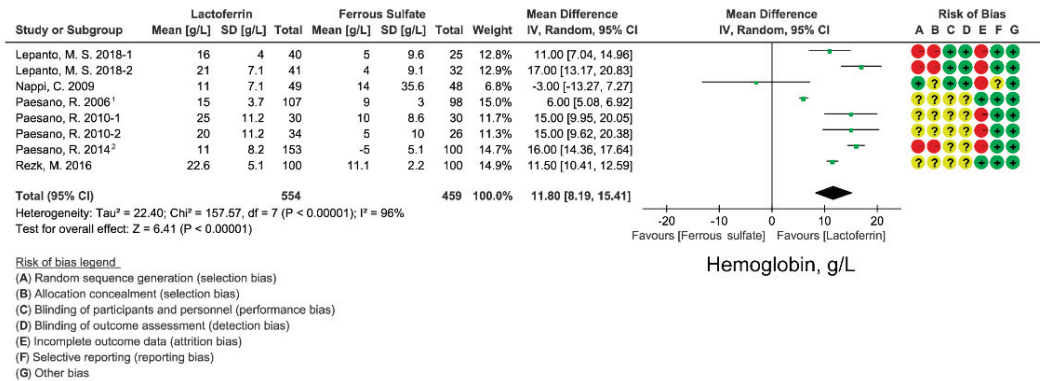 Lactoferrin Ferrous Sulfate Mean Difference Mean Difference Risk of Bias
Study or Subgroup Mean [g/L] SD [g/L] Total Mean [g/L] SD [g/L] Total Weight IV, Random, 95% CI IV, Random, 95% CI A B C D E F G
Lepanto, M. S. 2018-1 16 4 40 5 9.6 25 12.8% 11.00 [7.04, 14.96]
Lepanto, M. S. 2018-2 21 7.1 41 4 9.1 32 12.9% 17.00 [13.17, 20.83]
Nappi, C. 2009 11 7.1 49 14 35.6 48 6.8% -3.00 [-13.27, 7.27] ? ?
Paesano, R. 2006¹ 15 3.7 107 9 3 98 15.0% 6.00 [5.08, 6.92] ? ? ? ?
Paesano, R. 2010-1 25 11.2 30 10 8.6 30 11.7% 15.00 [9.95, 20.05] ? ? ? ?
Paesano, R. 2010-2 20 11.2 34 5 10 26 11.4% 15.00 [9.62, 20.38] ? ? ? ?
Paesano, R. 2014² 11 8.2 153 -5 5.1 100 14.7% 16.00 [14.36, 17.64] ? ?
Rezk, M. 2016 22.6 5.1 100 11.1 2.2 100 14.9% 11.50 [10.41, 12.59] ? ? ? ?
Total (95% CI) 554 459 100.0% 11.80 [8.19, 15.41]
Heterogeneity: Tau² = 22.40; Chi² = 157.57, df = 7 (P < 0.00001); I² = 96%
Test for overall effect: Z = 6.41 (P < 0.00001)
-20 -10 0 10 20
Favours [Ferrous sulfate] Favours [Lactoferrin]
Hemoglobin, g/L
Risk of bias legend
(A) Random sequence generation (selection bias)
(B) Allocation concealment (selection bias)
(C) Blinding of participants and personnel (performance bias)
(D) Blinding of outcome assessment (detection bias)
(E) Incomplete outcome data (attrition bias)
(F) Selective reporting (reporting bias)
(G) Other bias